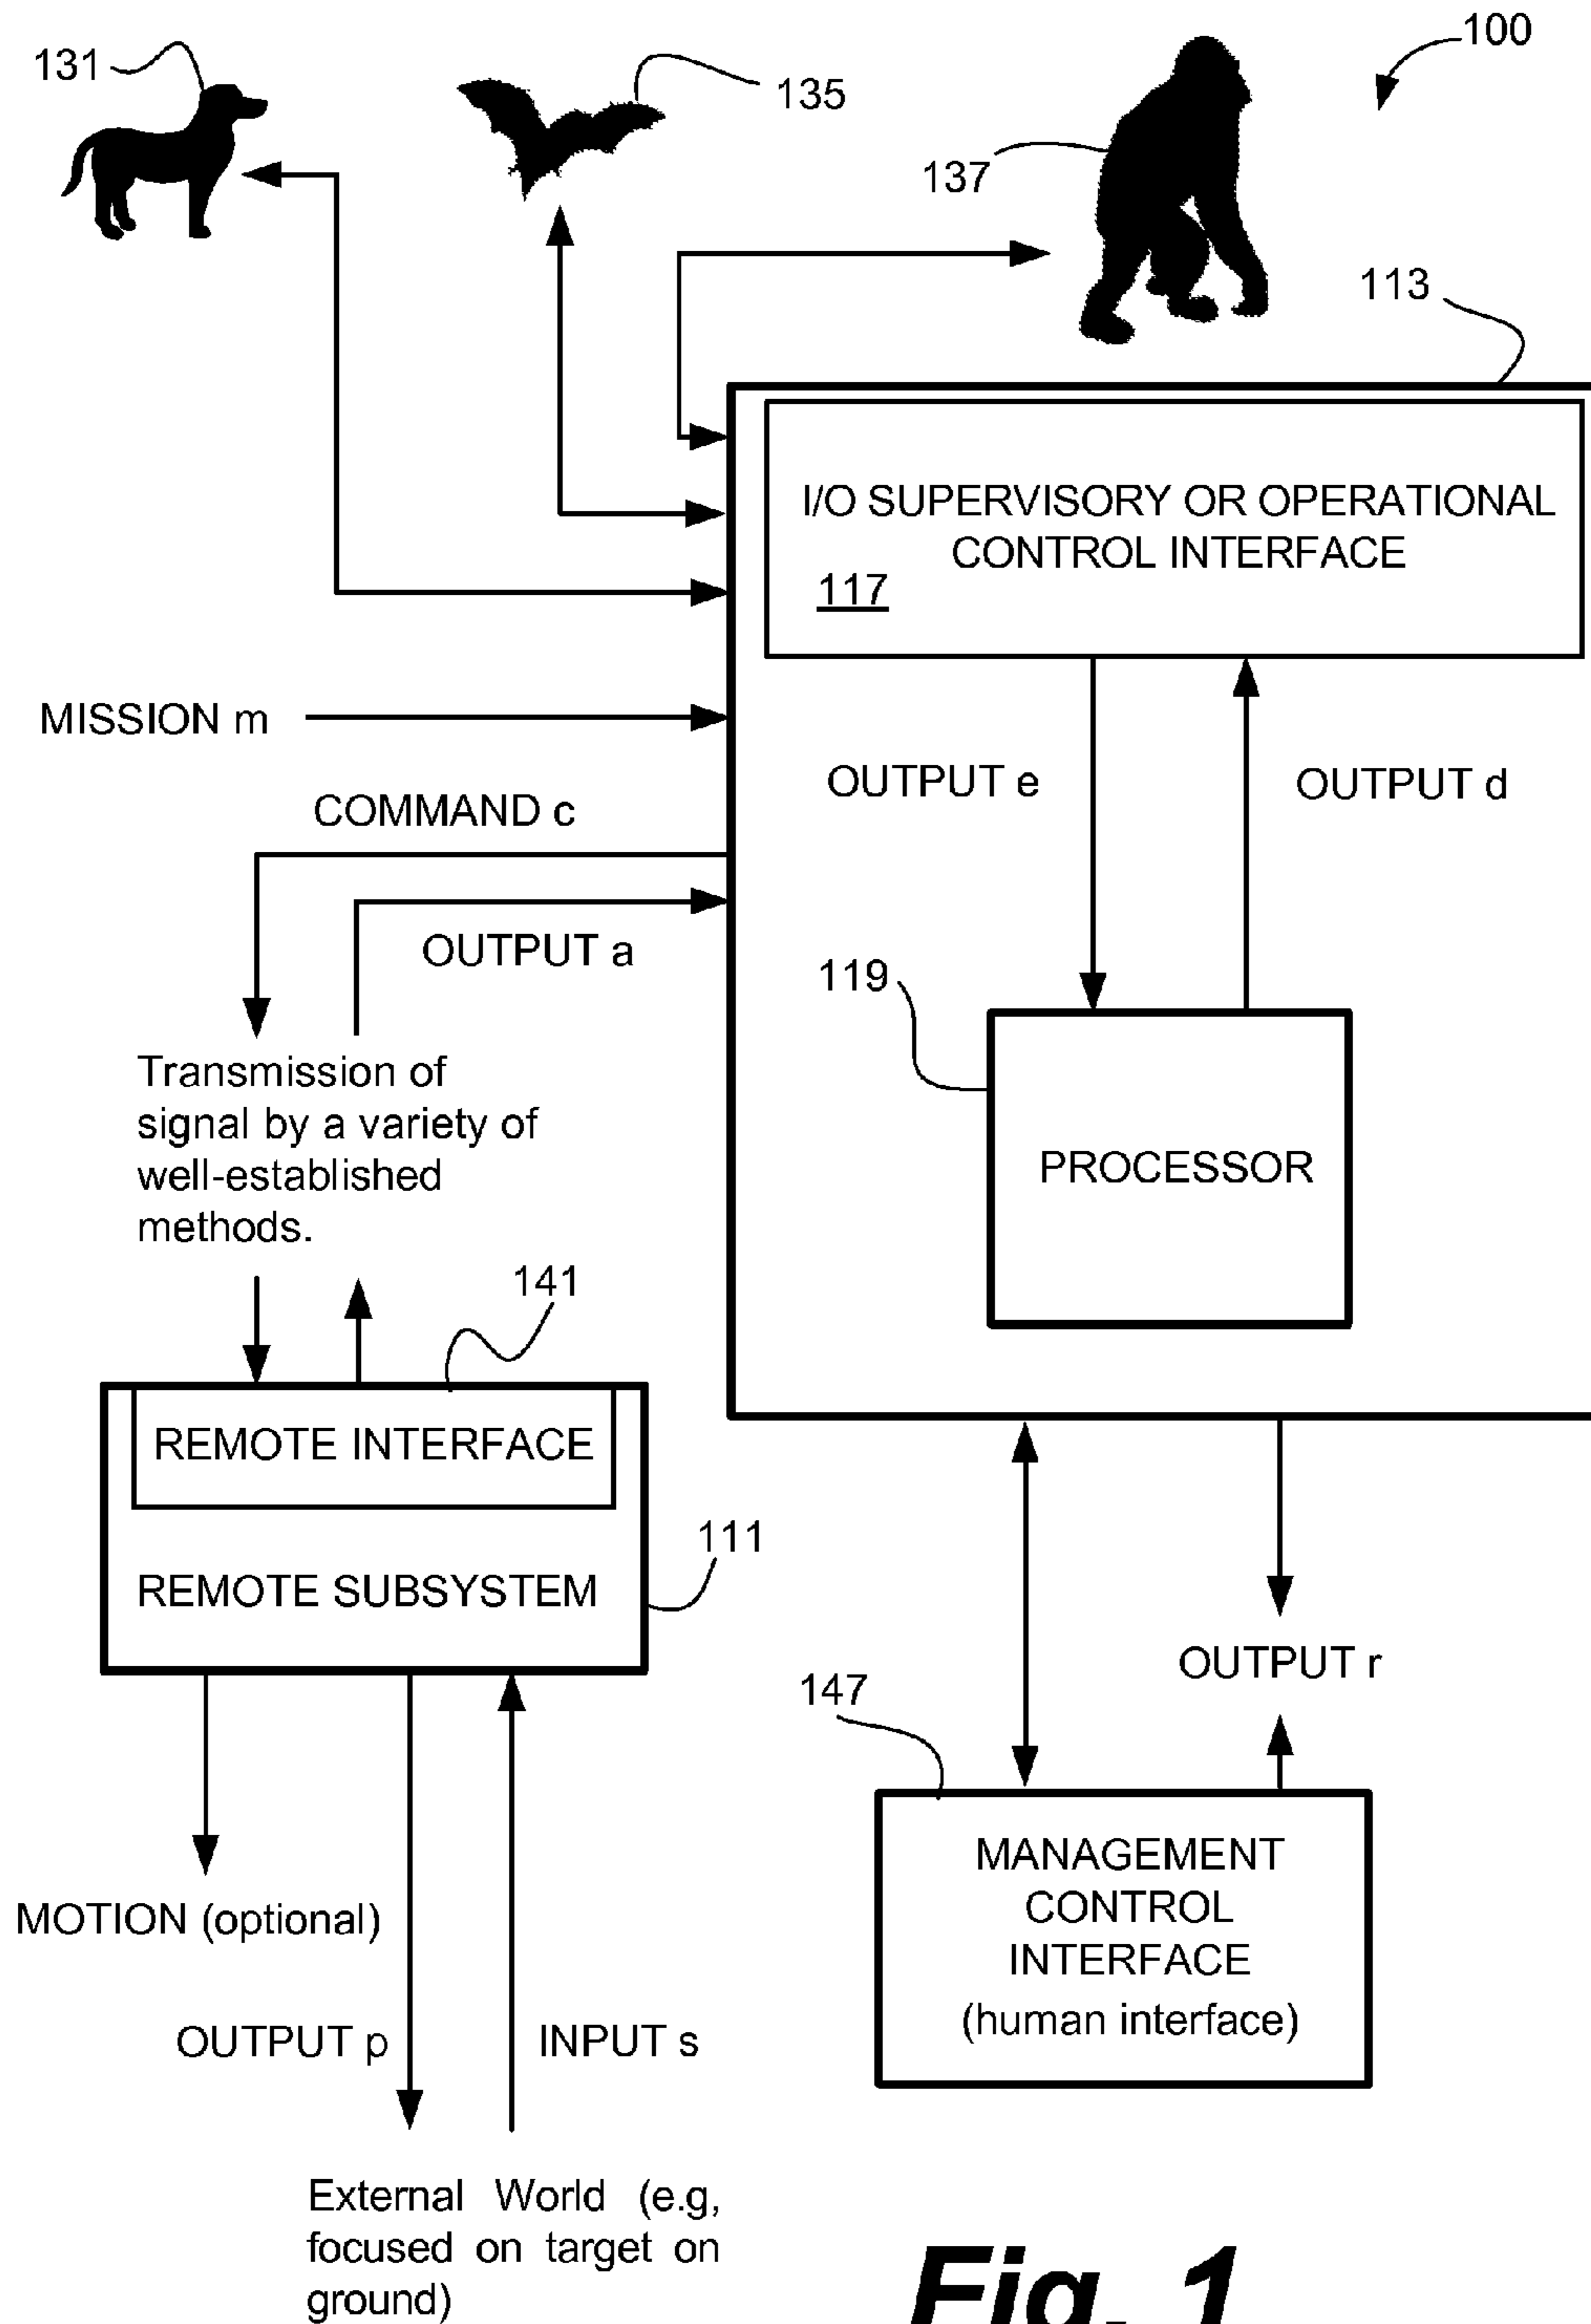 100
131
135
137
113
I/O SUPERVISORY OR OPERATIONAL
CONTROL INTERFACE
117
MISSION m
OUTPUT e
OUTPUT d
COMMAND c
OUTPUT a
119
Transmission of
signal by a variety of
well-established
methods.
PROCESSOR
141
REMOTE INTERFACE
111
REMOTE SUBSYSTEM
OUTPUT r
147
MANAGEMENT
CONTROL
INTERFACE
(human interface)
MOTION (optional)
OUTPUT p
INPUT s
External World (e.g,
focused on target on
ground)
Fig. 1